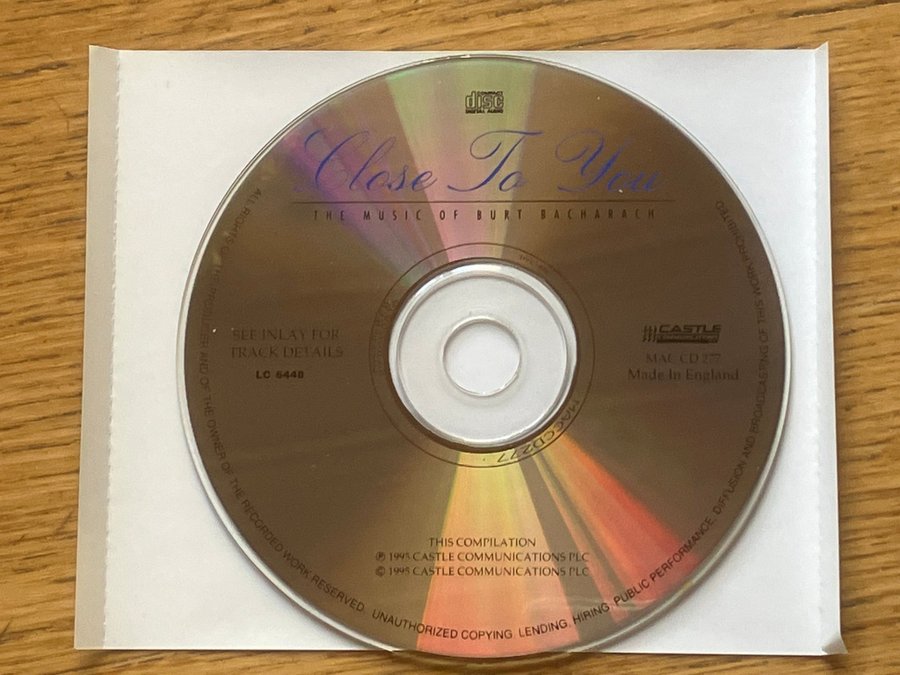 COMPACT
disc
DIGITAL AUDIO
Close To You
THE MUSIC OF BURT BACHARACH
SEE INLAY FOR
TRACK DETAILS
LC 6448
CASTLE
COMMUNICATIONS
MAC CD 277
Made In England
MACCD277
THIS COMPILATION
℗ 1995 CASTLE COMMUNICATIONS PLC
© 1995 CASTLE COMMUNICATIONS PLC
ALL RIGHTS OF THE PRODUCER AND OF THE OWNER OF THE RECORDED WORK RESERVED. UNAUTHORIZED COPYING, LENDING, HIRING, PUBLIC PERFORMANCE, DIFFUSION AND BROADCASTING OF THIS WORK PROHIBITED